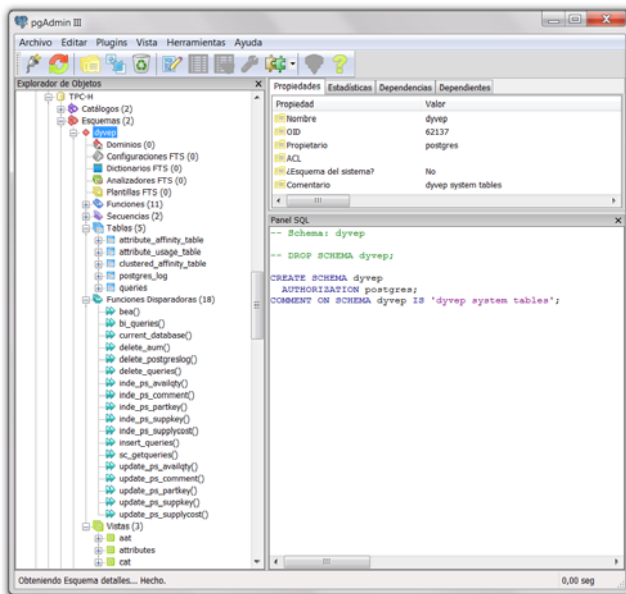 pgAdmin III
Archivo Editar Plugins Vista Herramientas Ayuda
Explorador de Objetos
TPC-H
Catálogos (2)
Esquemas (2)
dyvep
Dominios (0)
Configuraciones FTS (0)
Dictionarios FTS (0)
Analizadores FTS (0)
Plantillas FTS (0)
Funciones (11)
Secuencias (2)
Tablas (5)
attribute_affinity_table
attribute_usage_table
clustered_affinity_table
postgres_log
queries
Funciones Disparadoras (18)
bea()
bi_queries()
current_database()
delete_aum()
delete_postgreslog()
delete_queries()
inde_ps_availqty()
inde_ps_comment()
inde_ps_partkey()
inde_ps_suppkey()
inde_ps_supplycost()
insert_queries()
sc_getqueries()
update_ps_availqty()
update_ps_comment()
update_ps_partkey()
update_ps_suppkey()
update_ps_supplycost()
Vistas (3)
aat
attributes
cat
Propiedades Estadísticas Dependencias Dependientes
Propiedad Valor
Nombre dyvep
OID 62137
Propietario postgres
ACL
¿Esquema del sistema? No
Comentario dyvep system tables
Panel SQL
-- Schema: dyvep
-- DROP SCHEMA dyvep;
CREATE SCHEMA dyvep
AUTHORIZATION postgres;
COMMENT ON SCHEMA dyvep IS 'dyvep system tables';
Obteniendo Esquema detalles... Hecho. 0,00 seg